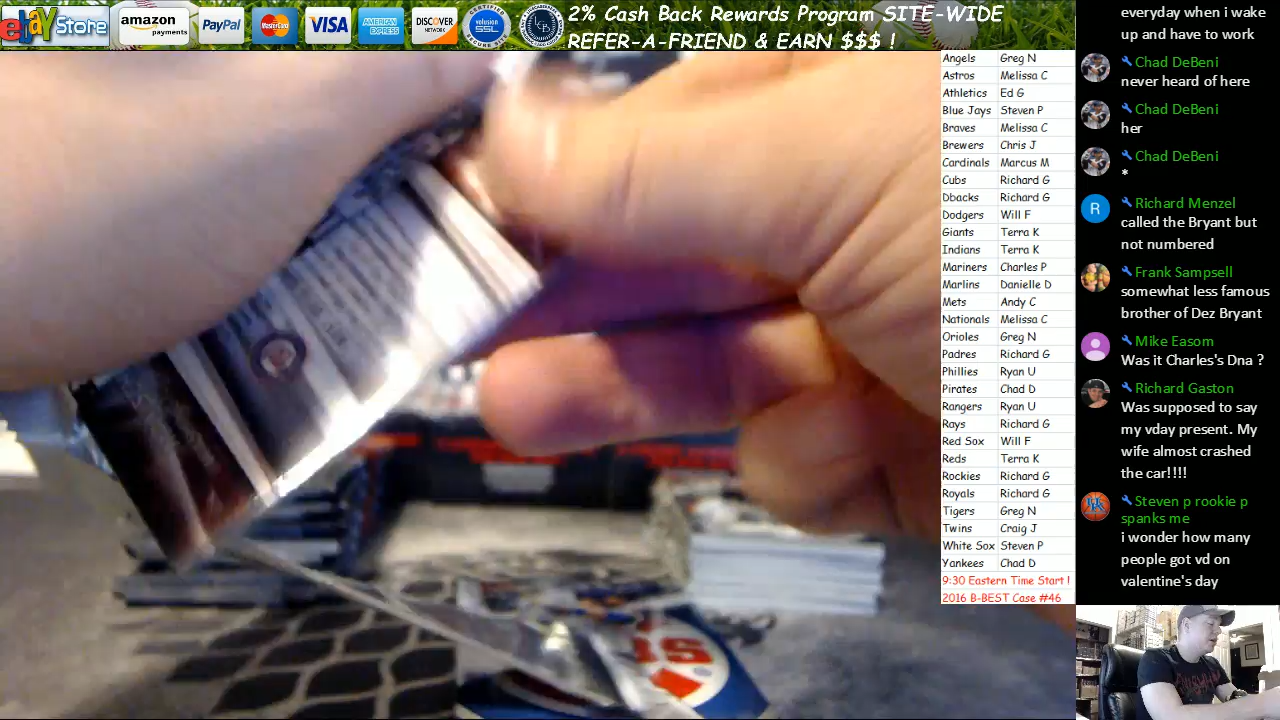 ebay Store
amazon
payments
PayPal
MasterCard
VISA
AMERICAN
EXPRESS
DISCOVER
NETWORK
volusion
SSL
2% Cash Back Rewards Program SITE-WIDE
REFER-A-FRIEND & EARN $$$ !
Angels Greg N
Astros Melissa C
Athletics Ed G
Blue Jays Steven P
Braves Melissa C
Brewers Chris J
Cardinals Marcus M
Cubs Richard G
Dbacks Richard G
Dodgers Will F
Giants Terra K
Indians Terra K
Mariners Charles P
Marlins Danielle D
Mets Andy C
Nationals Melissa C
Orioles Greg N
Padres Richard G
Phillies Ryan U
Pirates Chad D
Rangers Ryan U
Rays Richard G
Red Sox Will F
Reds Terra K
Rockies Richard G
Royals Richard G
Tigers Greg N
Twins Craig J
White Sox Steven P
Yankees Chad D
9:30 Eastern Time Start !
2016 B-BEST Case #46
everyday when i wake
up and have to work
Chad DeBeni
never heard of here
Chad DeBeni
her
Chad DeBeni
*
R
Richard Menzel
called the Bryant but
not numbered
Frank Sampsell
somewhat less famous
brother of Dez Bryant
Mike Easom
Was it Charles's Dna ?
Richard Gaston
Was supposed to say
my vday present. My
wife almost crashed
the car!!!!
Steven p rookie p
spanks me
i wonder how many
people got vd on
valentine's day